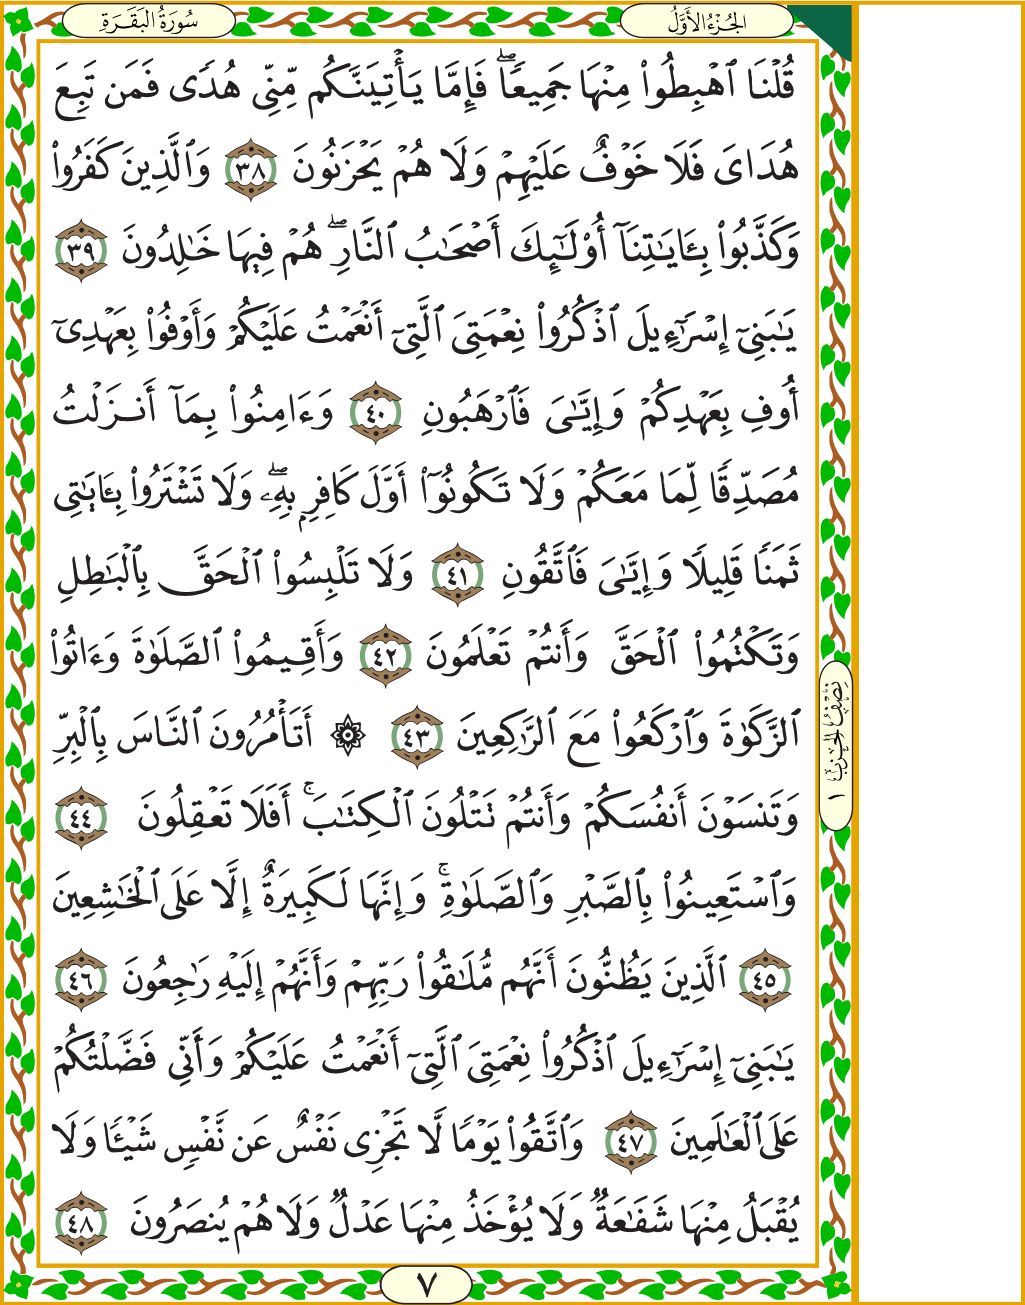 الجُزْءُ الأَوَّلُ
سُورَةُ البَقَرَةِ
قُلْنَا ٱهْبِطُوا۟ مِنْهَا جَمِيعًۭا ۖ فَإِمَّا يَأْتِيَنَّكُم مِّنِّى هُدًۭى فَمَن تَبِعَ
هُدَاىَ فَلَا خَوْفٌ عَلَيْهِمْ وَلَا هُمْ يَحْزَنُونَ ٣٨ وَٱلَّذِينَ كَفَرُوا۟
وَكَذَّبُوا۟ بِـَٔايَـٰتِنَآ أُو۟لَـٰٓئِكَ أَصْحَـٰبُ ٱلنَّارِ ۖ هُمْ فِيهَا خَـٰلِدُونَ ٣٩
يَـٰبَنِىٓ إِسْرَٰٓءِيلَ ٱذْكُرُوا۟ نِعْمَتِىَ ٱلَّتِىٓ أَنْعَمْتُ عَلَيْكُمْ وَأَوْفُوا۟ بِعَهْدِىٓ
أُوفِ بِعَهْدِكُمْ وَإِيَّـٰىَ فَٱرْهَبُونِ ٤٠ وَءَامِنُوا۟ بِمَآ أَنزَلْتُ
مُصَدِّقًۭا لِّمَا مَعَكُمْ وَلَا تَكُونُوٓا۟ أَوَّلَ كَافِرٍۭ بِهِۦ ۖ وَلَا تَشْتَرُوا۟ بِـَٔايَـٰتِى
ثَمَنًۭا قَلِيلًۭا وَإِيَّـٰىَ فَٱتَّقُونِ ٤١ وَلَا تَلْبِسُوا۟ ٱلْحَقَّ بِٱلْبَـٰطِلِ
وَتَكْتُمُوا۟ ٱلْحَقَّ وَأَنتُمْ تَعْلَمُونَ ٤٢ وَأَقِيمُوا۟ ٱلصَّلَوٰةَ وَءَاتُوا۟
ٱلزَّكَوٰةَ وَٱرْكَعُوا۟ مَعَ ٱلرَّٰكِعِينَ ٤٣ ۞ أَتَأْمُرُونَ ٱلنَّاسَ بِٱلْبِرِّ
وَتَنسَوْنَ أَنفُسَكُمْ وَأَنتُمْ تَتْلُونَ ٱلْكِتَـٰبَ ۚ أَفَلَا تَعْقِلُونَ ٤٤
وَٱسْتَعِينُوا۟ بِٱلصَّبْرِ وَٱلصَّلَوٰةِ ۚ وَإِنَّهَا لَكَبِيرَةٌ إِلَّا عَلَى ٱلْخَـٰشِعِينَ
٤٥ ٱلَّذِينَ يَظُنُّونَ أَنَّهُم مُّلَـٰقُوا۟ رَبِّهِمْ وَأَنَّهُمْ إِلَيْهِ رَٰجِعُونَ ٤٦
يَـٰبَنِىٓ إِسْرَٰٓءِيلَ ٱذْكُرُوا۟ نِعْمَتِىَ ٱلَّتِىٓ أَنْعَمْتُ عَلَيْكُمْ وَأَنِّى فَضَّلْتُكُمْ
عَلَى ٱلْعَـٰلَمِينَ ٤٧ وَٱتَّقُوا۟ يَوْمًۭا لَّا تَجْزِى نَفْسٌ عَن نَّفْسٍۢ شَيْـًۭٔا وَلَا
يُقْبَلُ مِنْهَا شَفَـٰعَةٌۭ وَلَا يُؤْخَذُ مِنْهَا عَدْلٌۭ وَلَا هُمْ يُنصَرُونَ ٤٨
نِصْفُ الحِزْبِ ١
٧